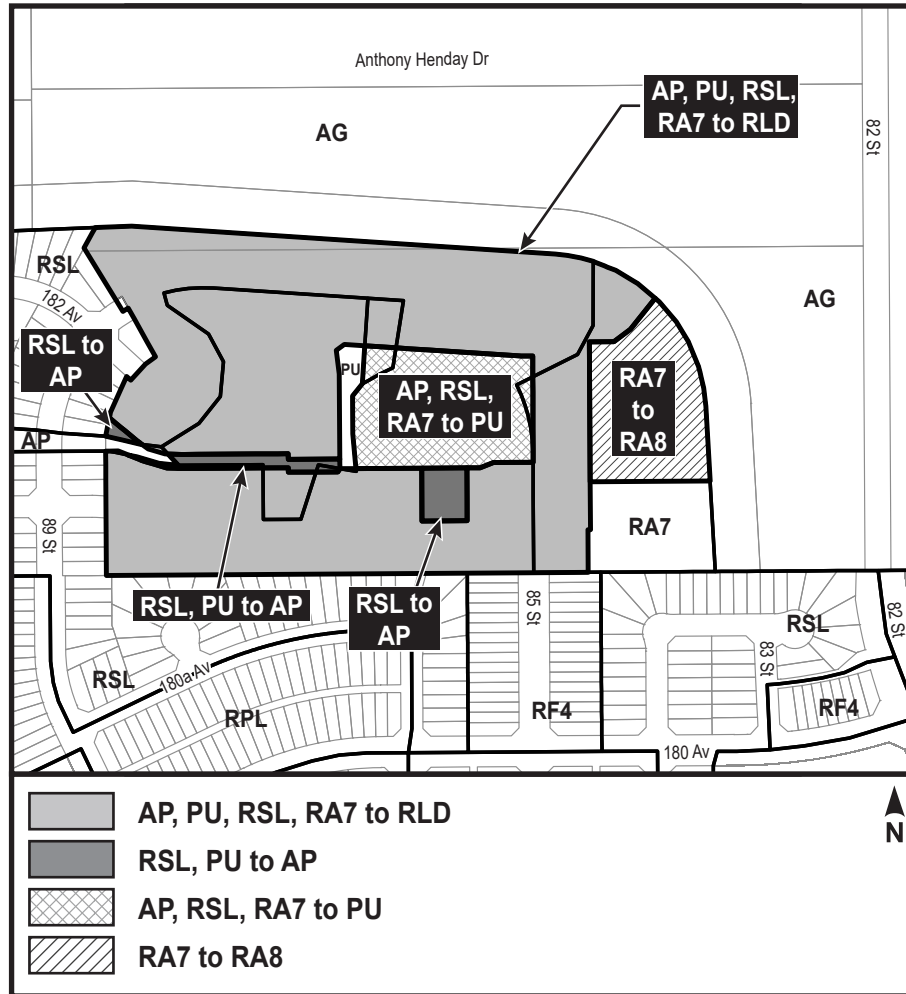 Anthony Henday Dr
AP, PU, RSL,
RA7 to RLD
AG
82 St
RSL
182 Av
AG
RSL to
AP
PU
AP, RSL,
RA7 to PU
RA7
to
RA8
AP
RA7
89 St
RSL, PU to AP
RSL to
AP
85 St
RSL
83 St
82 St
RSL
180a Av
RPL
RF4
RF4
180 Av
AP, PU, RSL, RA7 to RLD
RSL, PU to AP
AP, RSL, RA7 to PU
RA7 to RA8
N